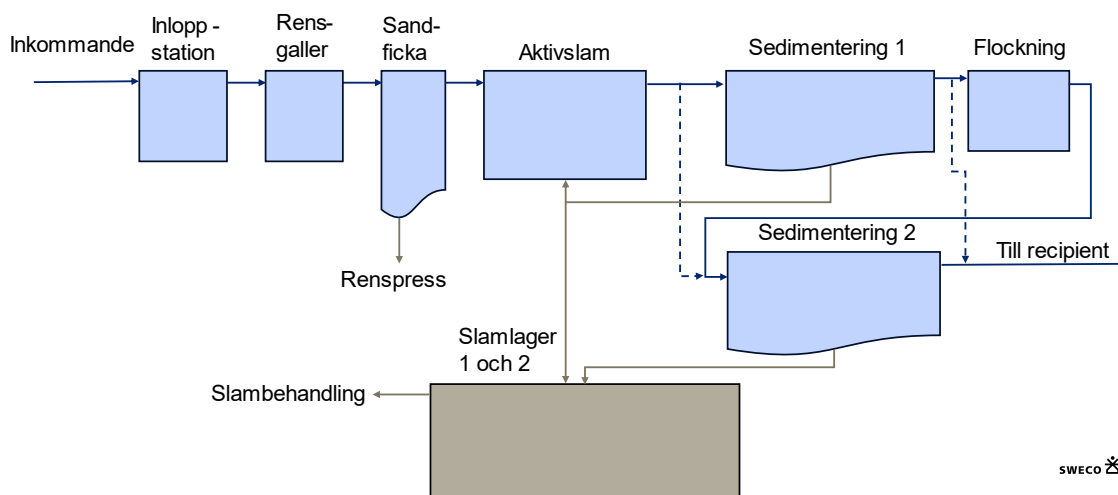 Inkommande
Inlopp -
station
Rens-
galler
Sand-
ficka
Aktivslam
Sedimentering 1
Flockning
Sedimentering 2
Till recipient
Renspress
Slamlager
1 och 2
Slambehandling
SWECO